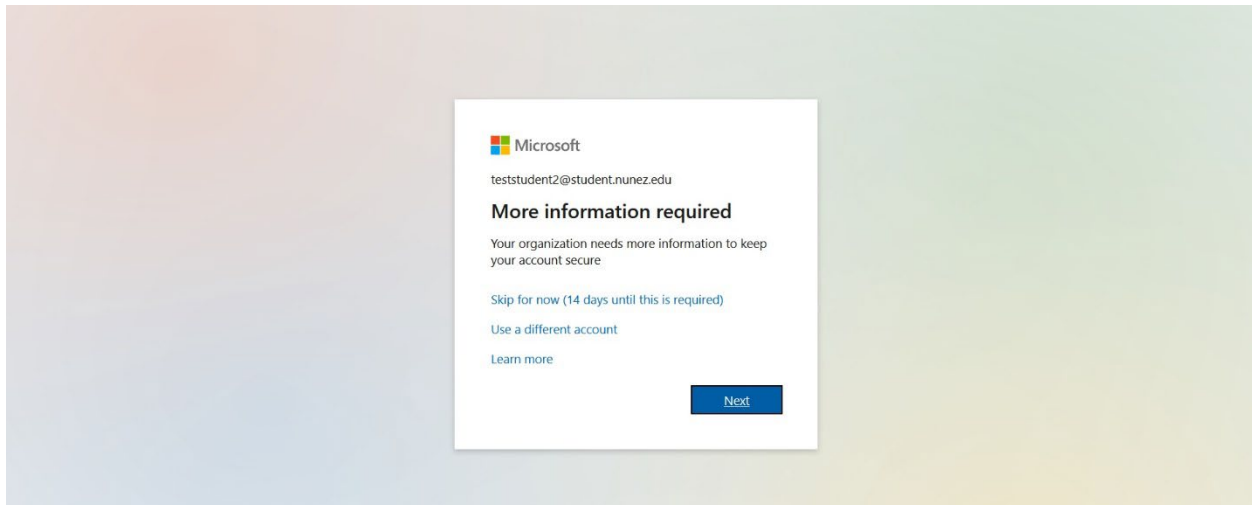 Microsoft
teststudent2@student.nunez.edu
More information required
Your organization needs more information to keep
your account secure
Skip for now (14 days until this is required)
Use a different account
Learn more
Next